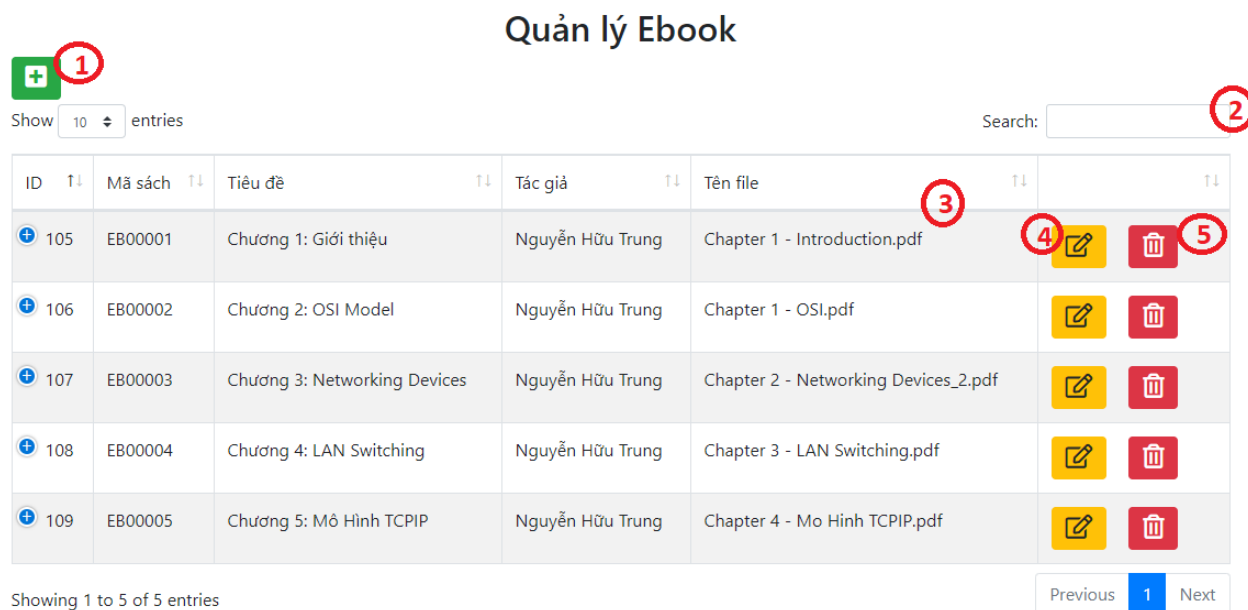 Quản lý Ebook
1
Show 10 entries
Search:
2
ID Mã sách Tiêu đề Tác giả Tên file
3
105 EB00001 Chương 1: Giới thiệu Nguyễn Hữu Trung Chapter 1 - Introduction.pdf 4 5
106 EB00002 Chương 2: OSI Model Nguyễn Hữu Trung Chapter 1 - OSI.pdf
107 EB00003 Chương 3: Networking Devices Nguyễn Hữu Trung Chapter 2 - Networking Devices_2.pdf
108 EB00004 Chương 4: LAN Switching Nguyễn Hữu Trung Chapter 3 - LAN Switching.pdf
109 EB00005 Chương 5: Mô Hình TCPIP Nguyễn Hữu Trung Chapter 4 - Mo Hinh TCPIP.pdf
Showing 1 to 5 of 5 entries
Previous 1 Next